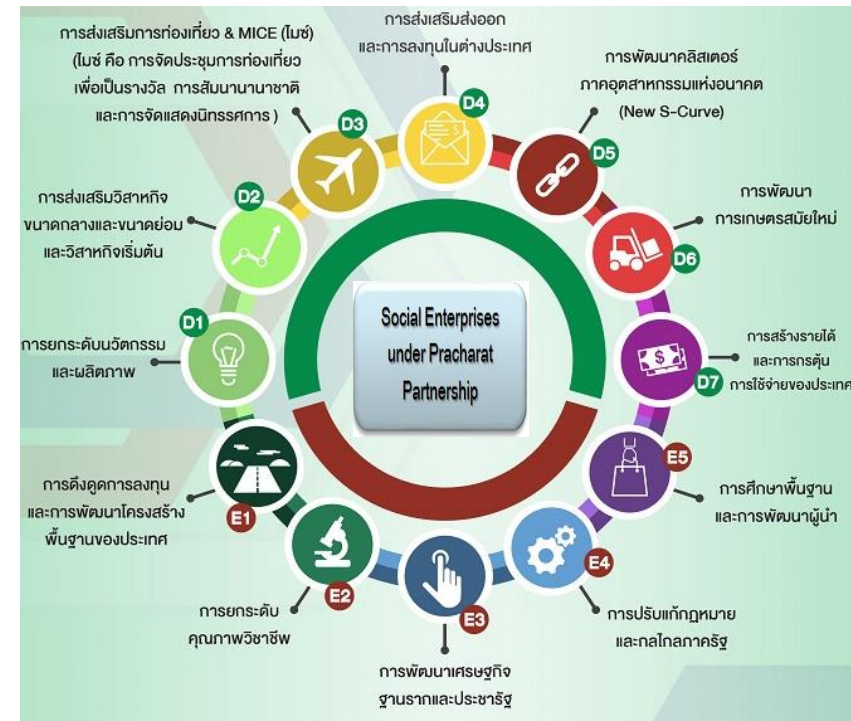 การส่งเสริมการท่องเที่ยว & MICE (ไมซ์)
(ไมซ์ คือ การจัดประชุมการท่องเที่ยว
เพื่อเป็นรางวัล การสัมนานานาชาติ
และการจัดแสดงนิทรรศการ )
D3
การส่งเสริมส่งออก
และการลงทุนในต่างประเทศ
D4
การพัฒนาคลิสเตอร์
ภาคอุตสาหกรรมแห่งอนาคต
(New S-Curve)
D5
การส่งเสริมวิสาหกิจ
ขนาดกลางและขนาดย่อม
และวิสาหกิจเริ่มต้น
D2
การพัฒนา
การเกษตรสมัยใหม่
D6
การยกระดับนวัตกรรม
และผลิตภาพ
D1
Social Enterprises
under Pracharat
Partnership
การสร้างรายได้
และการกรตุ้น
การใช้จ่ายของประเทศ
D7
การดึงดูดการลงทุน
และการพัฒนาโครงสร้าง
พื้นฐานของประเทศ
E1
การศึกษาพื้นฐาน
และการพัฒนาผู้นำ
E5
การยกระดับ
คุณภาพวิชาชีพ
E2
การพัฒนาเศรษฐกิจ
ฐานรากและประชารัฐ
E3
การปรับแก้กฎหมาย
และกลไกลภาครัฐ
E4